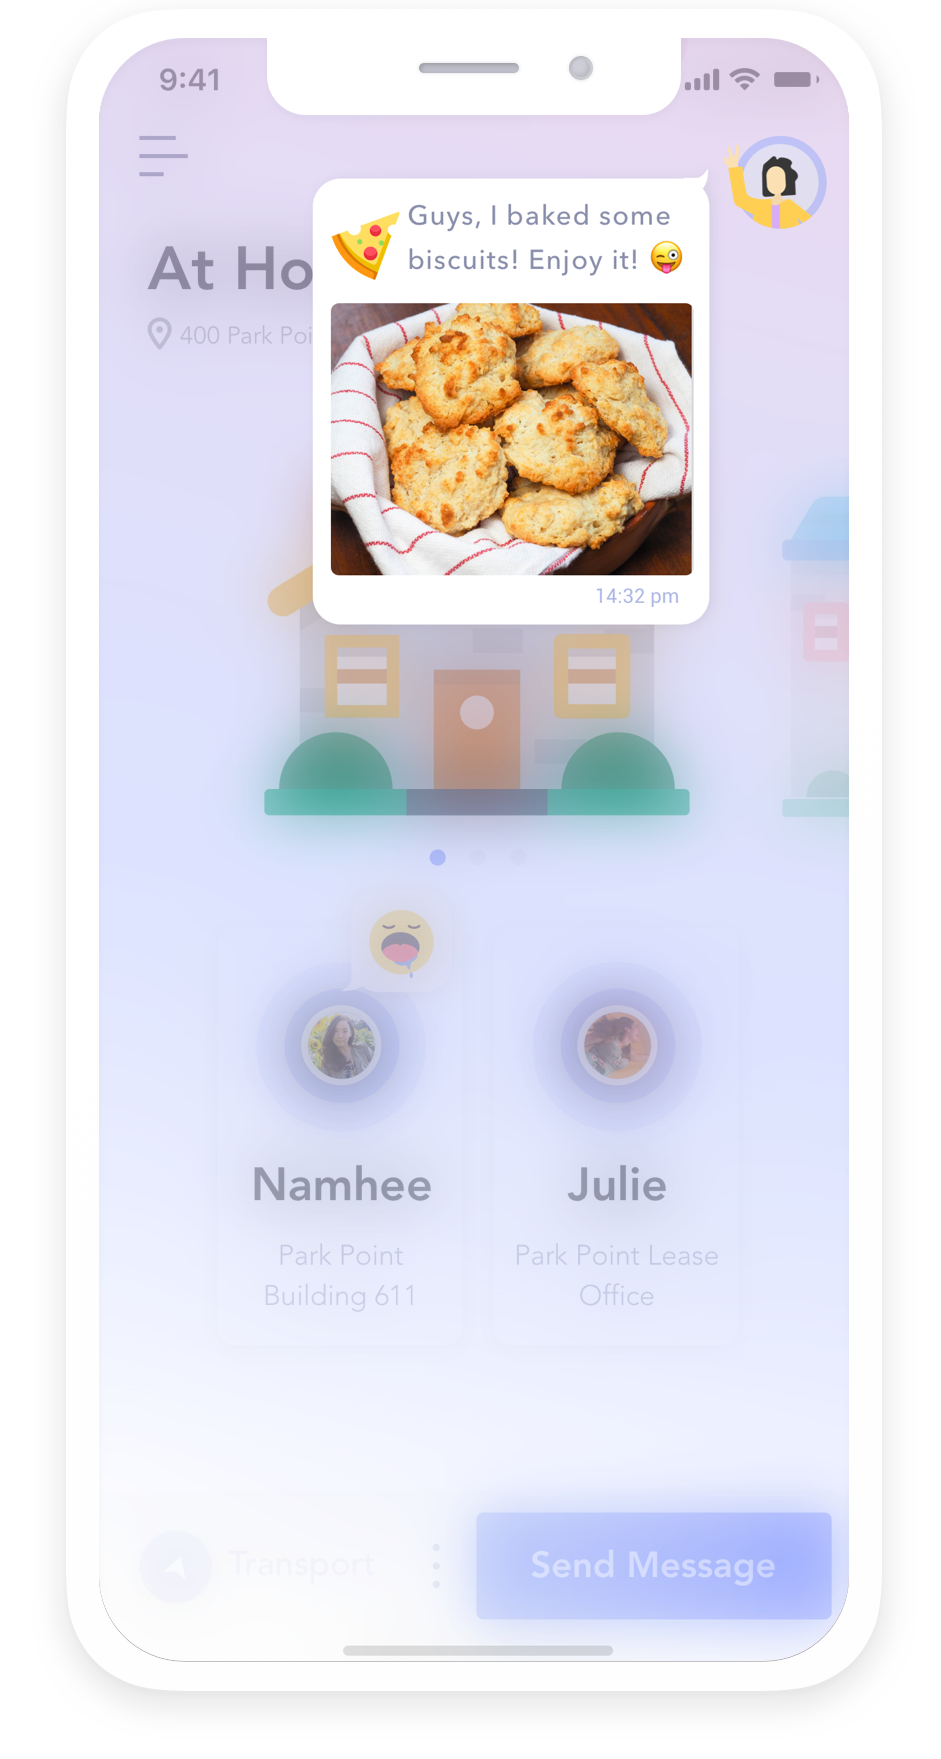 9:41
Guys, I baked some
biscuits! Enjoy it! 😜
At Ho
400 Park Poi
14:32 pm
Namhee
Julie
Park Point
Building 611
Park Point Lease
Office
Transport
Send Message